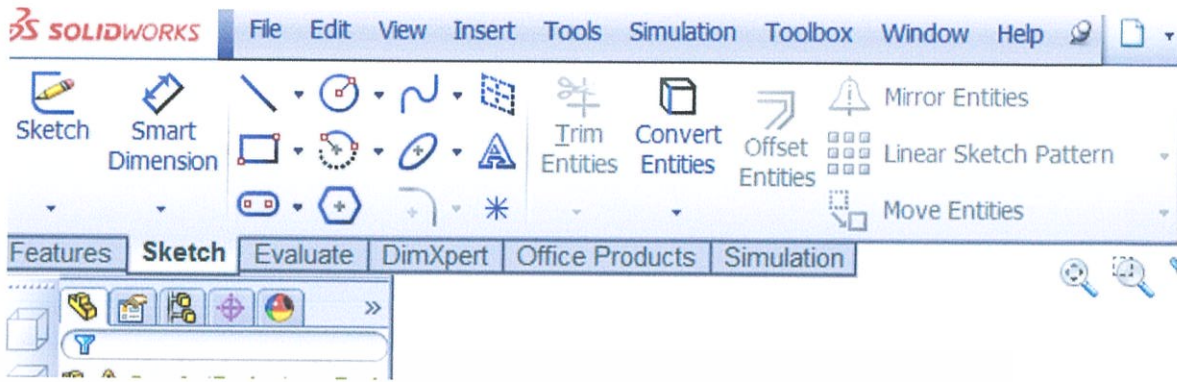 SOLIDWORKS File Edit View Insert Tools Simulation Toolbox Window Help
Sketch
Smart
Dimension
A
Trim
Entities
Convert
Entities
Offset
Entities
Mirror Entities
Linear Sketch Pattern
Move Entities
Features Sketch Evaluate DimXpert Office Products Simulation